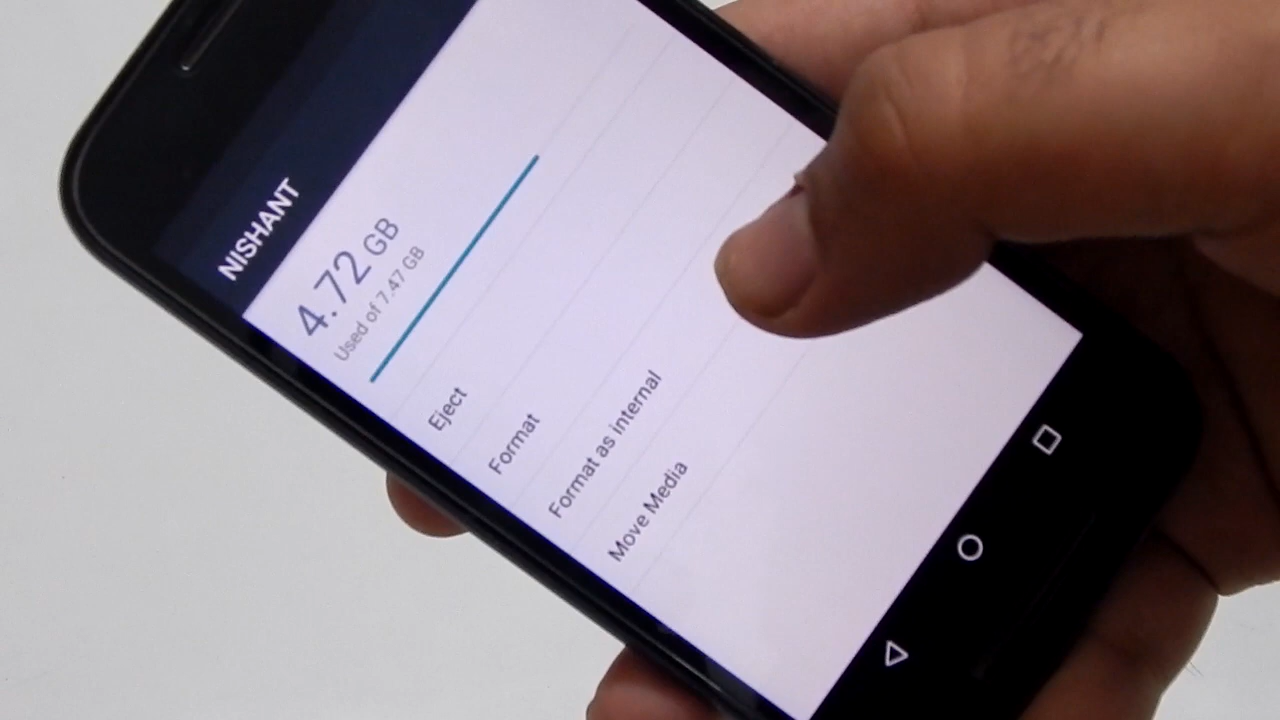 NISHANT
4.72 GB
Used of 7.47 GB
Eject
Format
Format as internal
Move Media